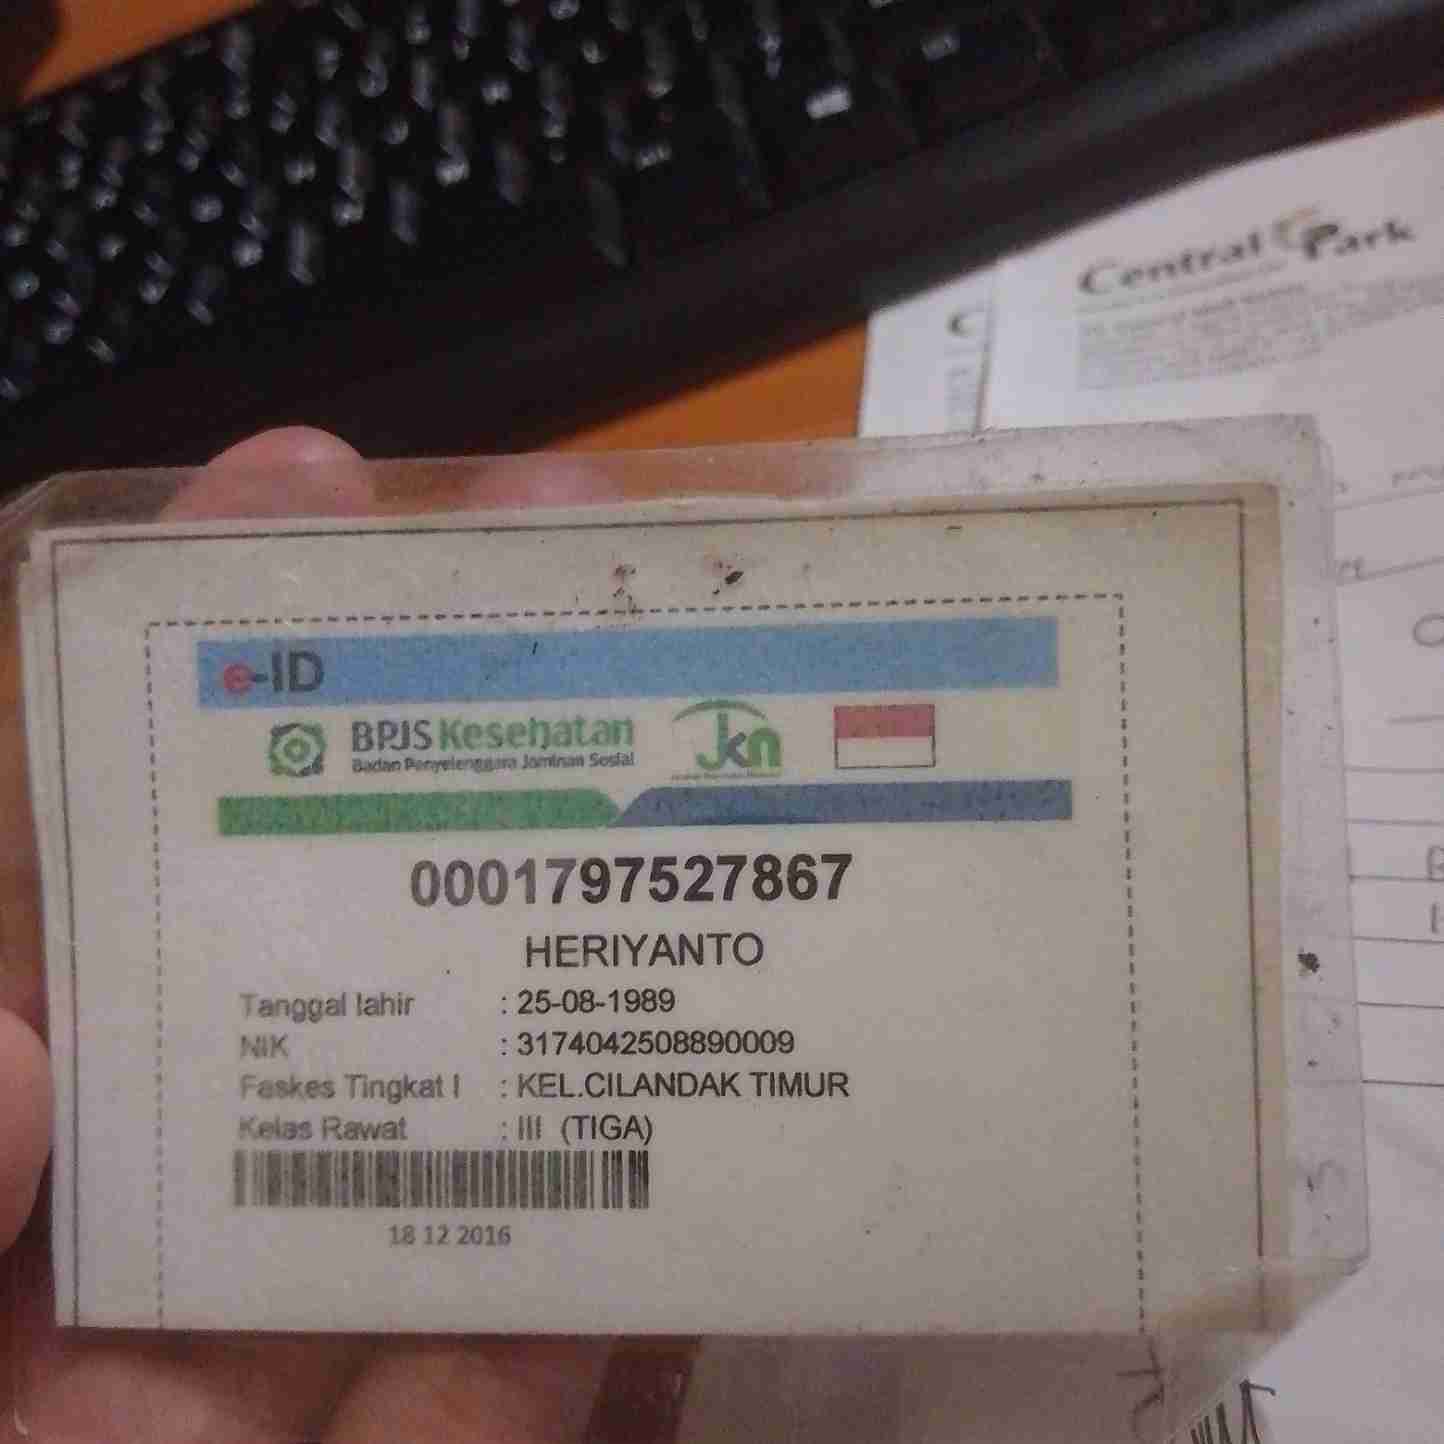 Central Park
e-ID
BPJS Kesehatan
Badan Penyelenggara Jaminan Sosial
Jkn
0001797527867
HERIYANTO
Tanggal lahir : 25-08-1989
NIK : 3174042508890009
Faskes Tingkat I : KEL.CILANDAK TIMUR
Kelas Rawat : III (TIGA)
18 12 2016